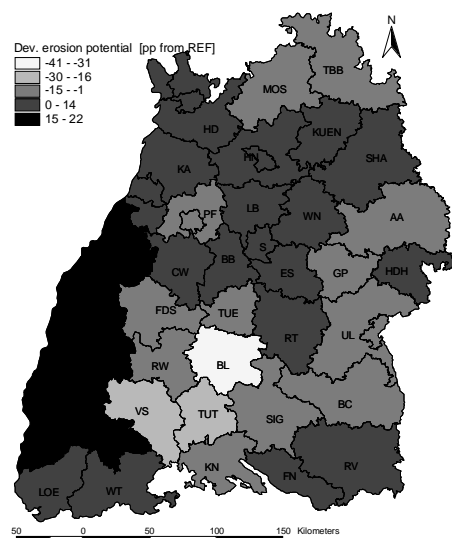 N
Dev. erosion potential [pp from REF]
-41 - -31
-30 - -16
-15 - -1
0 - 14
15 - 22
TBB
MOS
HD
KUEN
HN
SHA
KA
PF
LB
WN
AA
S
BB
CW
ES
GP
HDH
FDS
TUE
RT
UL
RW
BL
VS
TUT
SIG
BC
KN
FN
RV
LOE
WT
50 0 50 100 150 Kilometers